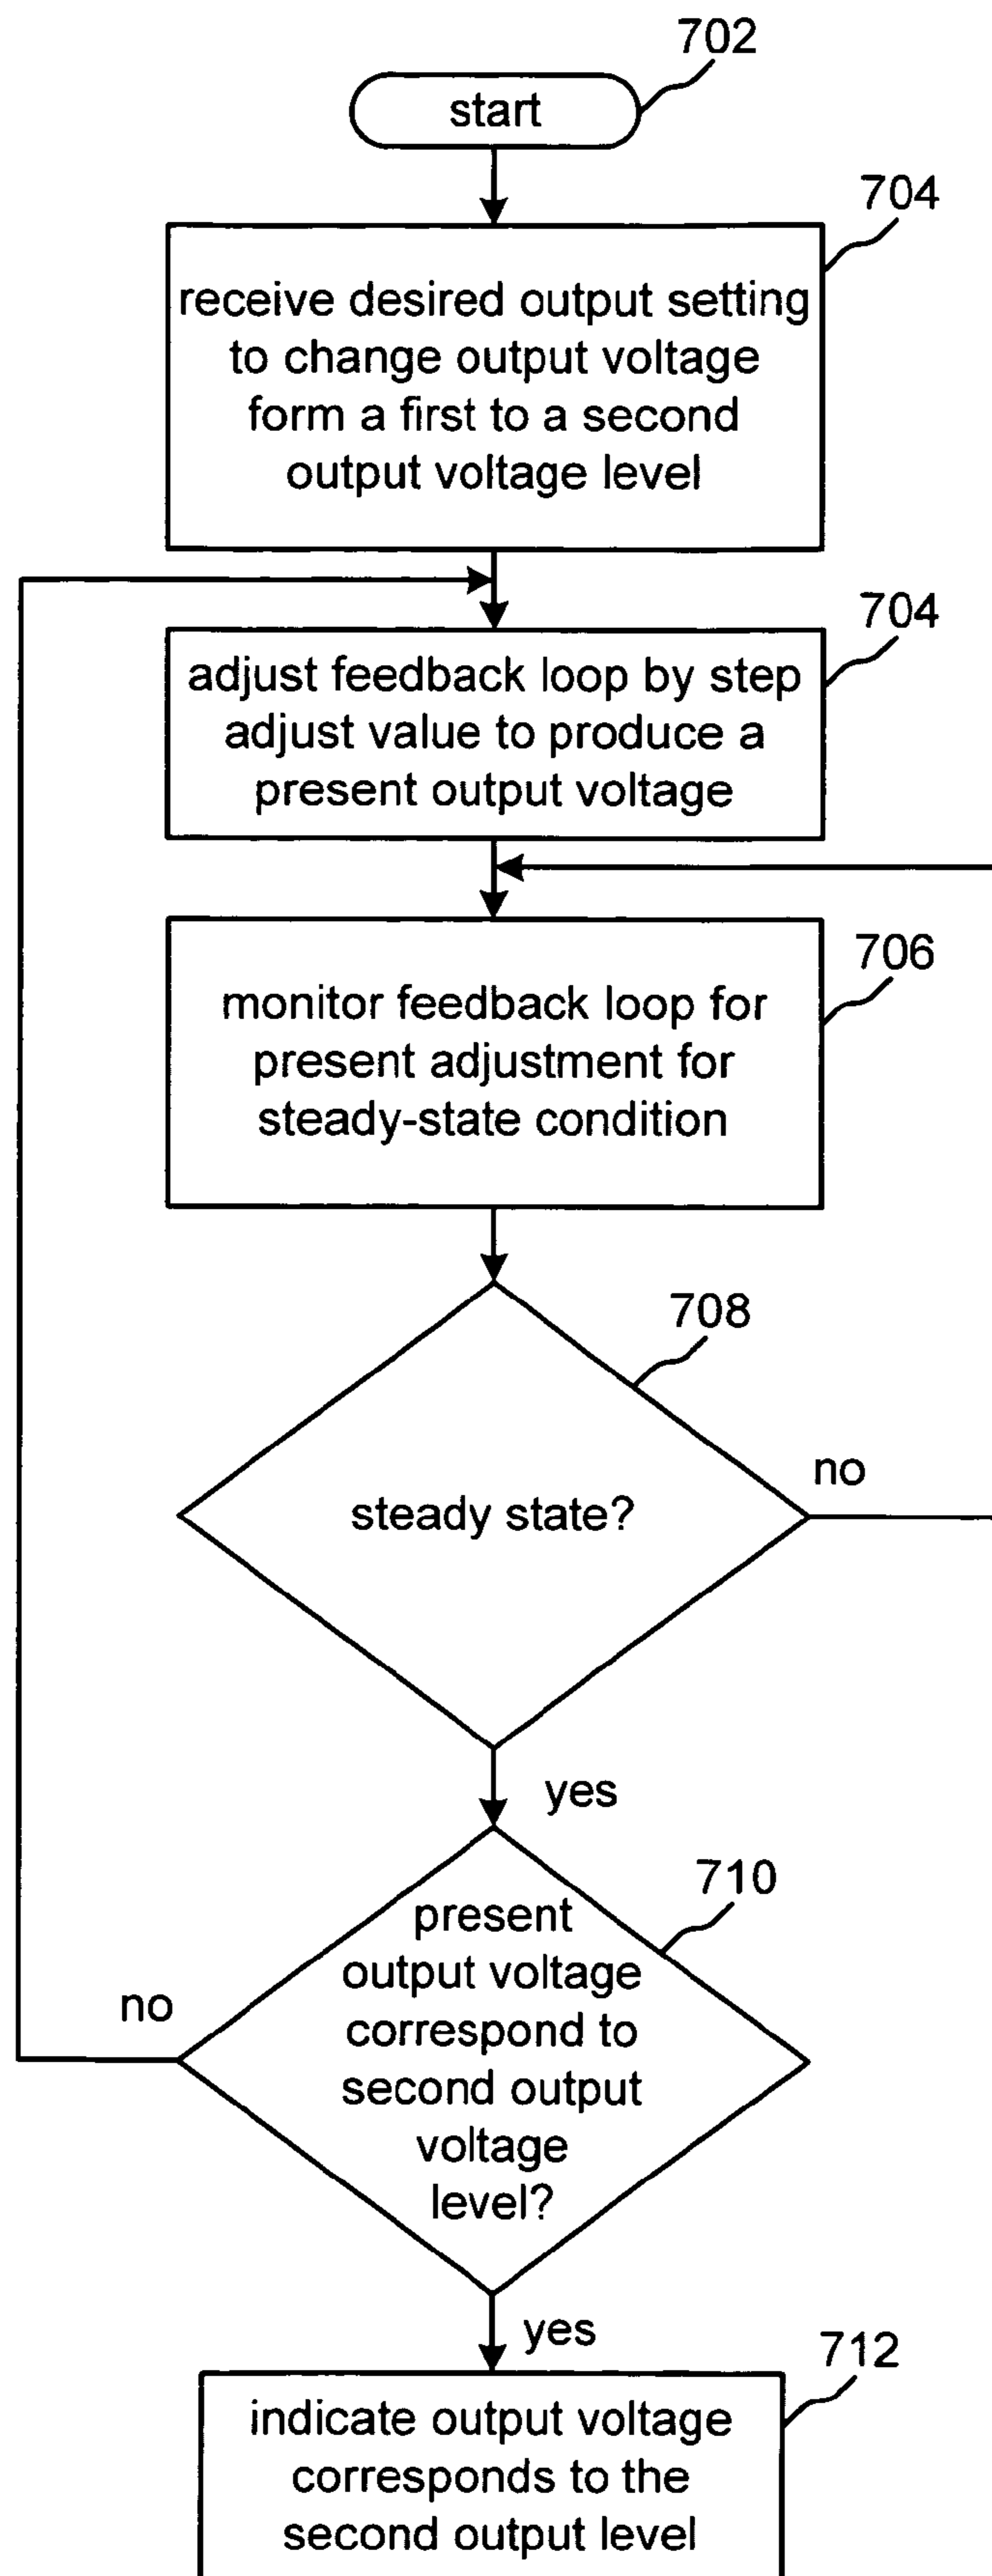 702
start
704
receive desired output setting
to change output voltage
form a first to a second
output voltage level
704
adjust feedback loop by step
adjust value to produce a
present output voltage
706
monitor feedback loop for
present adjustment for
steady-state condition
708
steady state?
no
yes
710
present
output voltage
correspond to
second output
voltage
level?
no
yes
712
indicate output voltage
corresponds to the
second output level